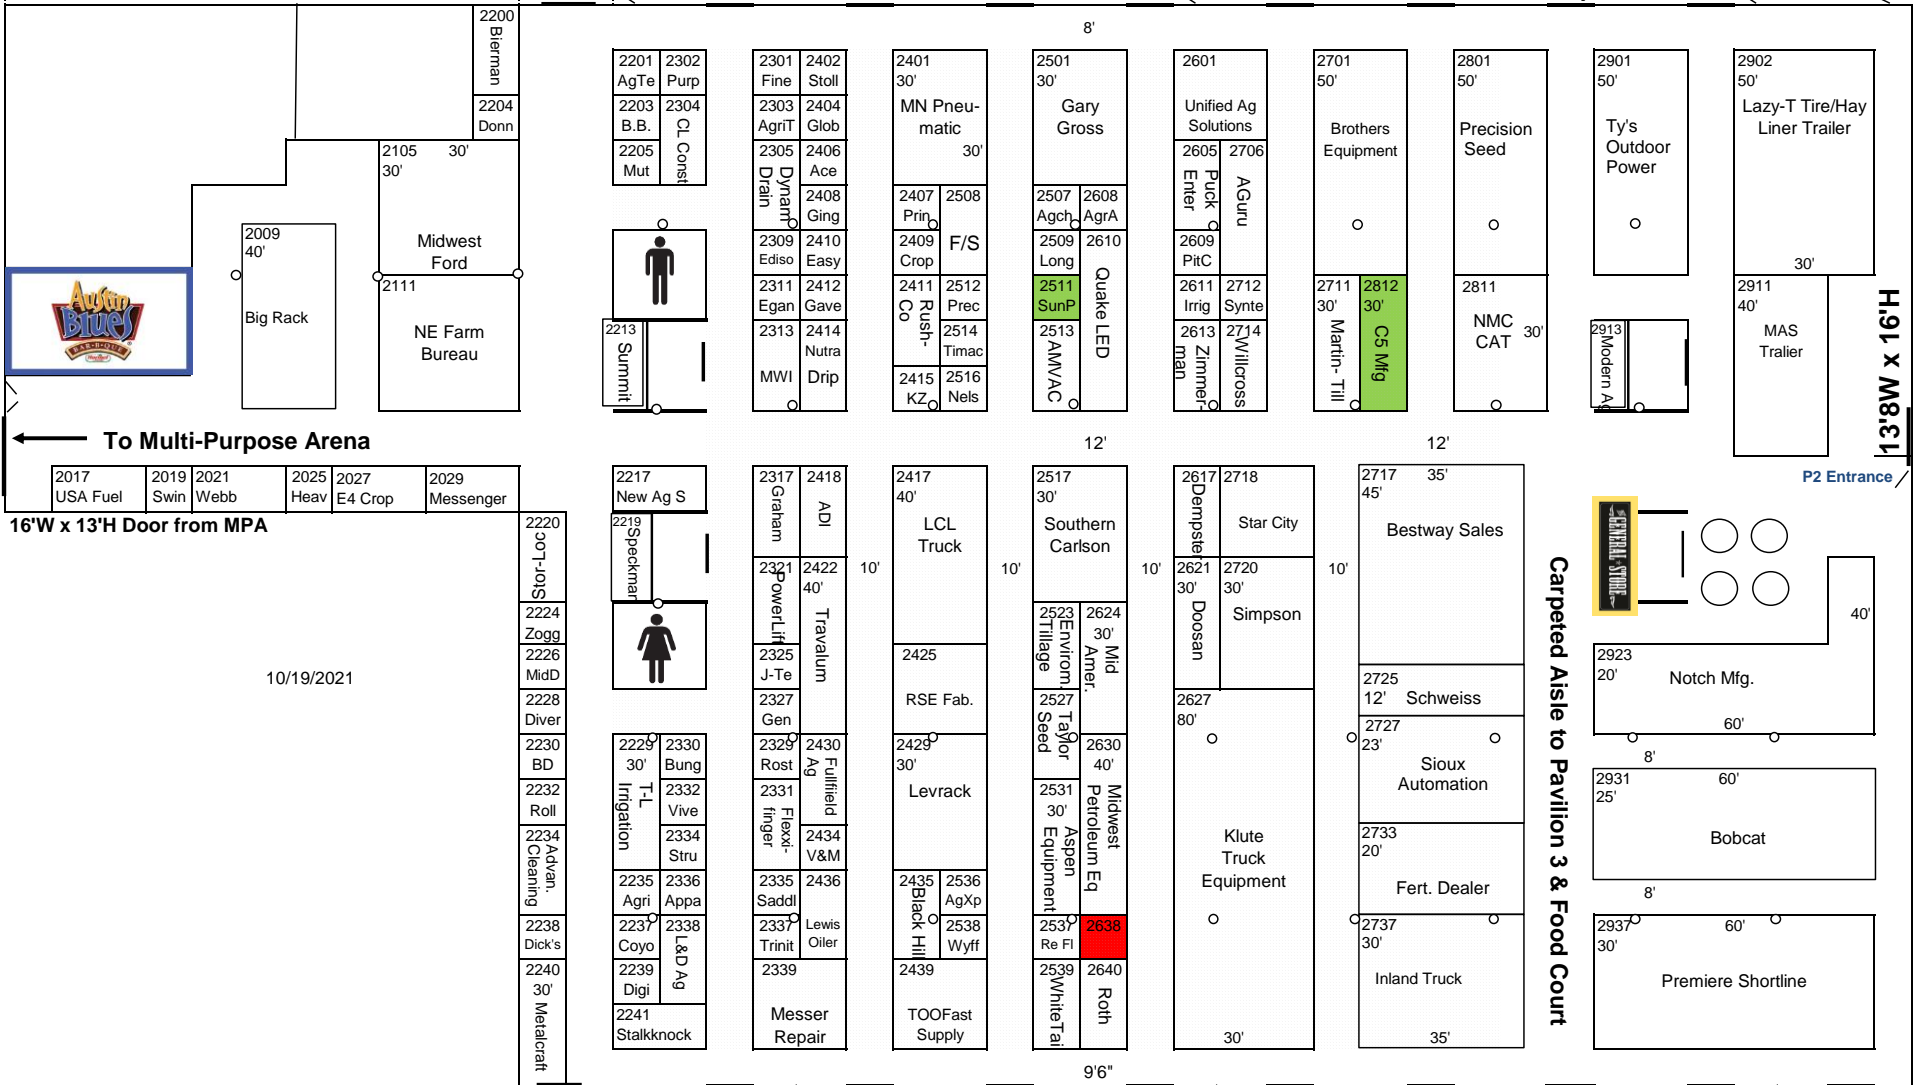 8'
2200
Bierman
2204
Donn
2105 30'
30'
Midwest
Ford
2009
40'
Big Rack
2111
NE Farm
Bureau
Austin
Blues
BAR-B-QUE
To Multi-Purpose Arena
2017
USA Fuel
2019
Swin
2021
Webb
2025
Heav
2027
E4 Crop
2029
Messenger
16'W x 13'H Door from MPA
10/19/2021
2220
Stor-Loc
2224
Zogg
2226
MidD
2228
Diver
2230
BD
2232
Roll
2234
Advan.
Cleaning
2238
Dick's
2240
30'
Metalcraft
2201
AgTe
2302
Purp
2203
B.B.
2304
CL Const
2205
Mut
2213
Summit
2217
New Ag S
2219
Speckman
2229
30'
T-L
Irrigation
2330
Bung
2332
Vive
2334
Stru
2235
Agri
2336
Appa
2237
Coyo
2338
L&D Ag
2239
Digi
2241
Stalkknock
2301
Fine
2402
Stoll
2303
AgriT
2404
Glob
2305
Dynam
Drain
2406
Ace
2408
Ging
2309
Ediso
2410
Easy
2311
Egan
2412
Gave
2313
MWI
2414
Nutra
Drip
2317
Graham
2418
ADI
2321
PowerLift
2422
40'
Travalum
2325
J-Te
2327
Gen
2329
Rost
2430
Fullfiield
Ag
2331
Flexxi-
finger
2434
V&M
2335
Saddl
2436
Lewis
Oiler
2337
Trinit
2339
Messer
Repair
10'
2401
30'
MN Pneu-
matic
30'
2407
Prin
2508
F/S
2409
Crop
2411
Rush-
Co
2512
Prec
2514
Timac
2415
KZ
2516
Nels
2417
40'
LCL
Truck
2425
RSE Fab.
2429
30'
Levrack
2435
Black Hill
2536
AgXp
2538
Wyff
2439
TOOFast
Supply
10'
2501
30'
Gary
Gross
2507
Agch
2608
AgrA
2509
Long
2610
Quake LED
2511
SunP
2513
AMVAC
12'
2517
30'
Southern
Carlson
2523
Environ.
Tillage
2624
30'
Mid
Amer.
2527
Taylor
Seed
2630
40'
Midwest
Petroleum Eq
2531
30'
Aspen
Equipment
2537
Re Fl
2638
2539
WhiteTai
2640
Roth
9'6"
10'
2601
Unified Ag
Solutions
2605
Puck
Enter
2706
AGuru
2609
PitC
2611
Irrig
2712
Synte
2613
Zimmer-
man
2714
Willcross
2617
Dempster
2718
Star City
2621
30'
Doosan
2720
30'
Simpson
2627
80'
Klute
Truck
Equipment
30'
10'
2701
50'
Brothers
Equipment
2711
30'
Martin- Till
2812
30'
C5 Mfg
12'
2717 35'
45'
Bestway Sales
2725
12' Schweiss
2727
23'
Sioux
Automation
2733
20'
Fert. Dealer
2737
30'
Inland Truck
35'
2801
50'
Precision
Seed
2811
NMC
CAT 30'
Carpeted Aisle to Pavilion 3 & Food Court
2901
50'
Ty's
Outdoor
Power
2913
Modern Ag
2902
50'
Lazy-T Tire/Hay
Liner Trailer
30'
2911
40'
MAS
Tralier
13'8W x 16'H
P2 Entrance
GENERAL STORE
40'
2923
20'
Notch Mfg.
60'
8'
2931
25'
60'
Bobcat
8'
2937
30'
60'
Premiere Shortline